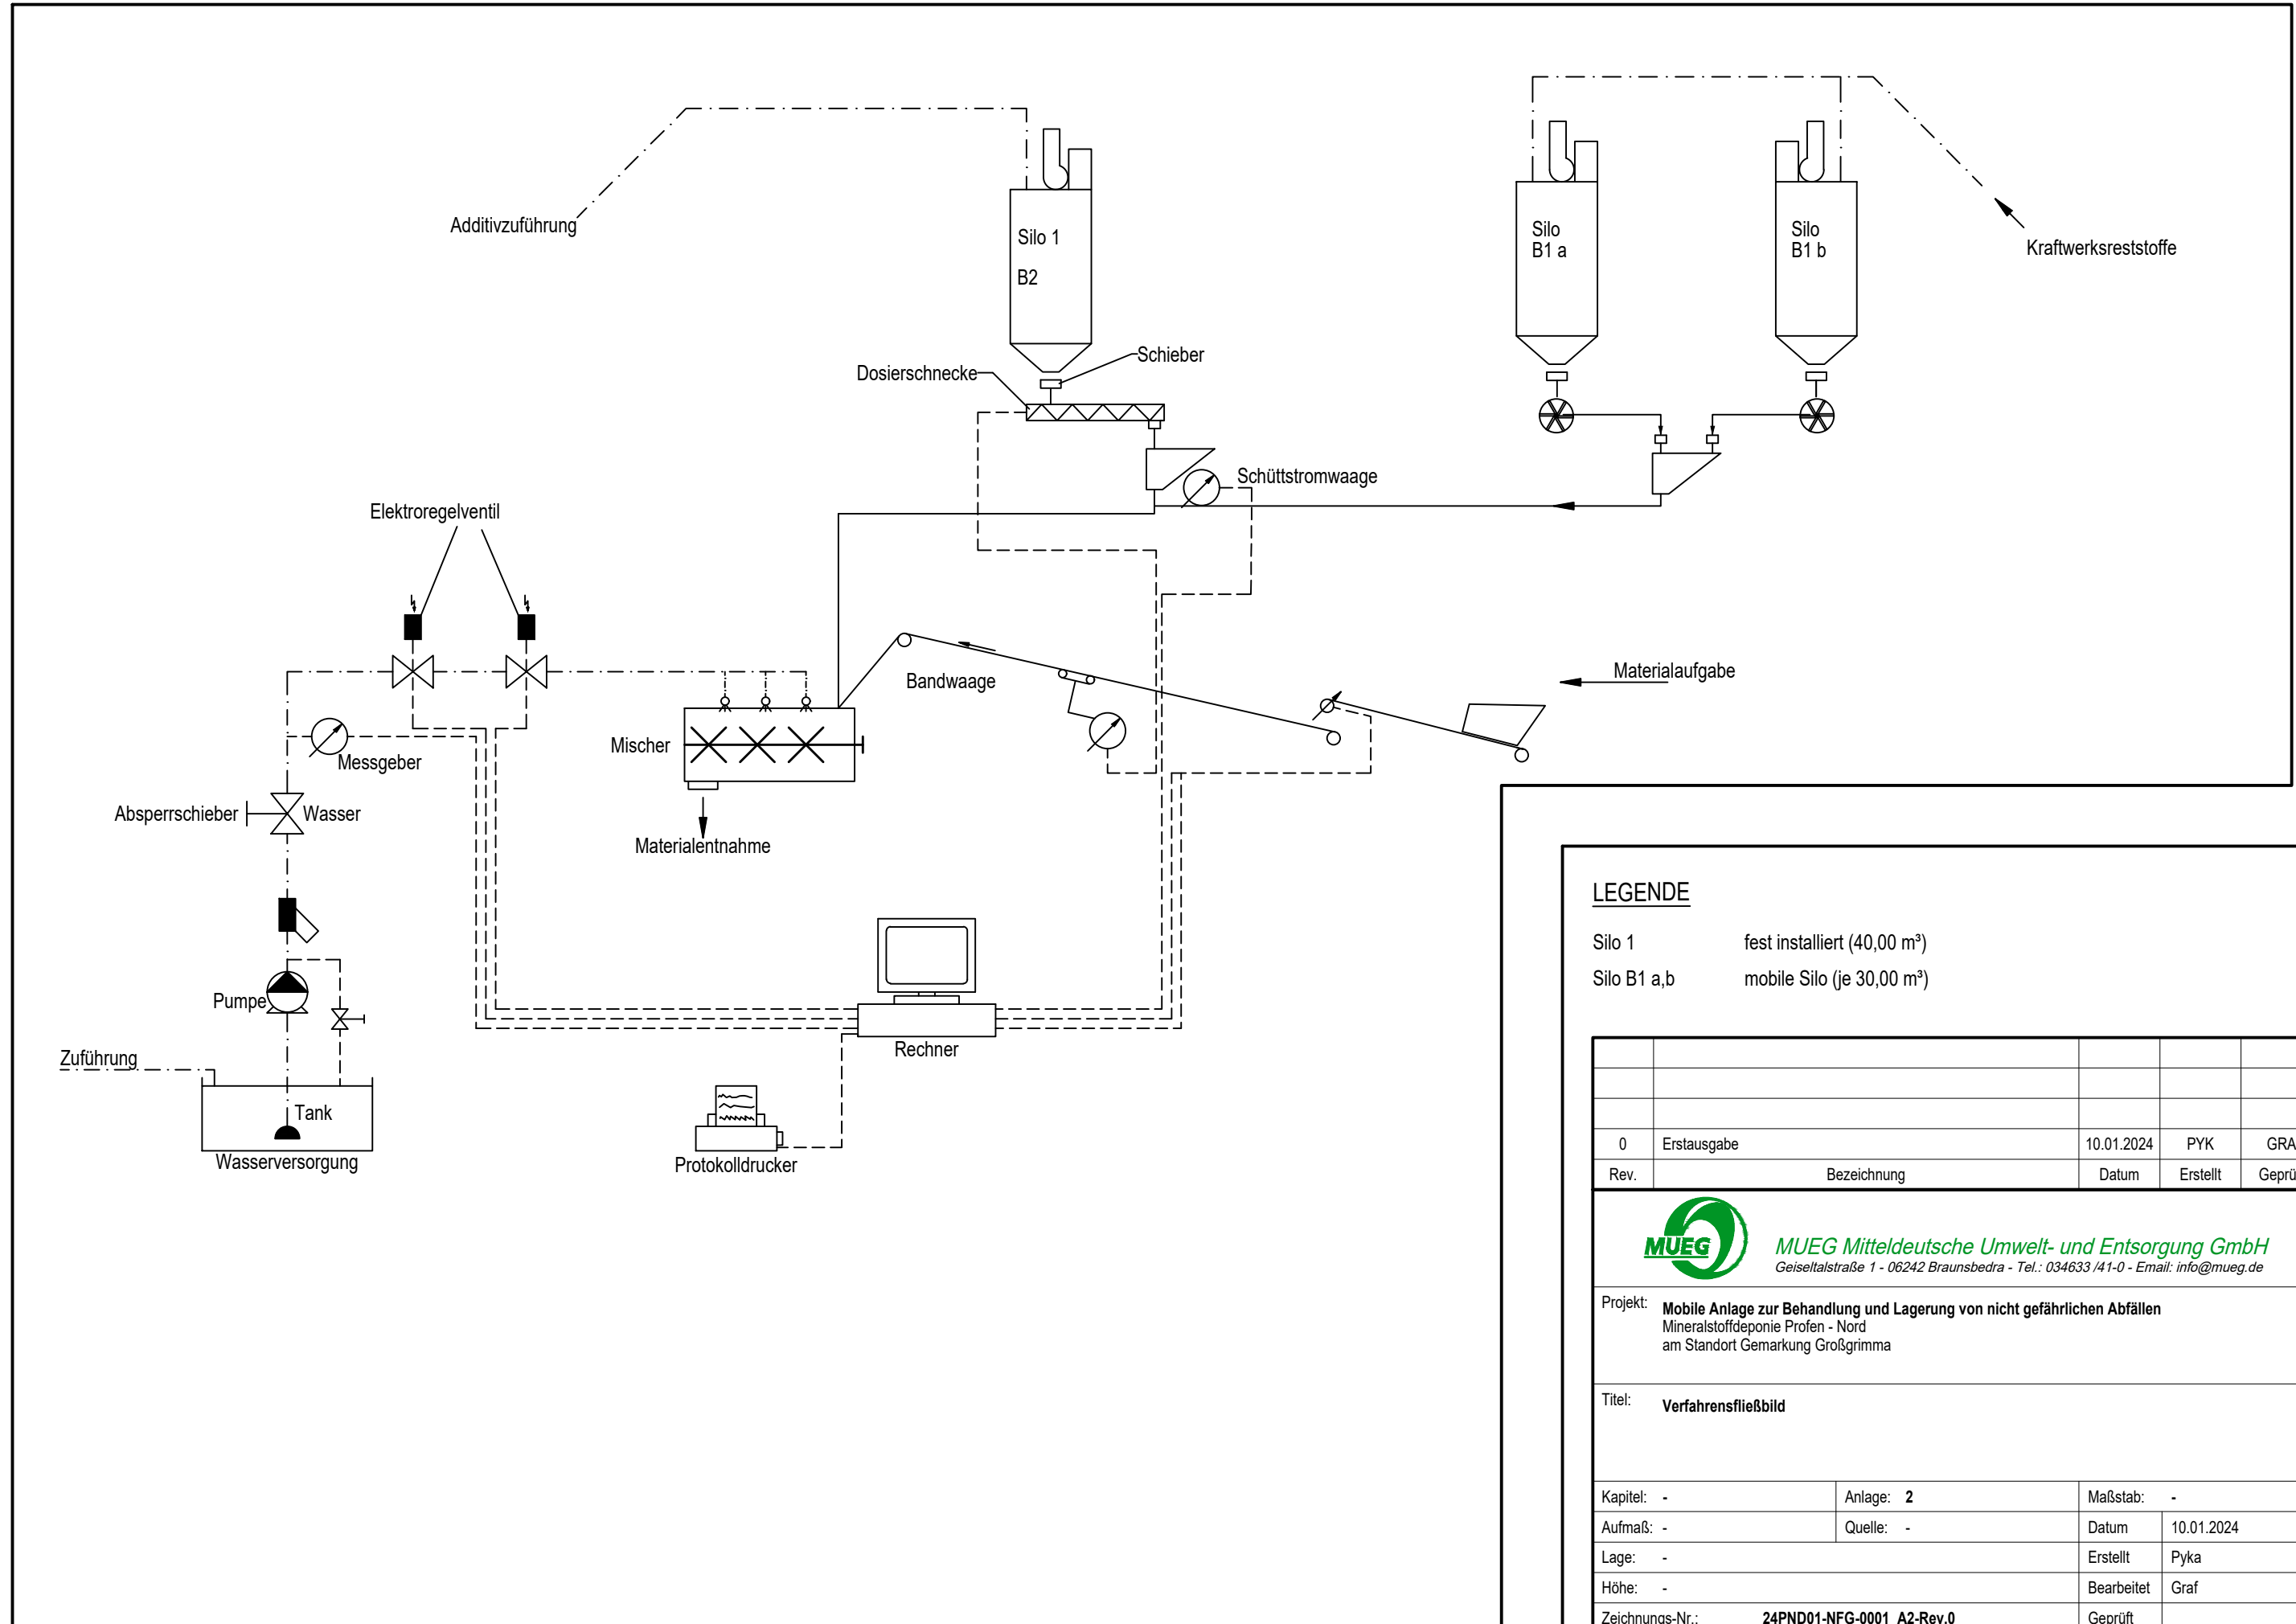 Additivzuführung
Silo 1
B2
Silo
B1 a
Silo
B1 b
Kraftwerksreststoffe
Schieber
Dosierschnecke
Schüttstromwaage
Elektroregelventil
Materialaufgabe
Bandwaage
Mischer
Messgeber
Absperrschieber
Wasser
Materialentnahme
Pumpe
Rechner
Zuführung
Tank
Wasserversorgung
Protokolldrucker
LEGENDE
Silo 1 fest installiert (40,00 m³)
Silo B1 a,b mobile Silo (je 30,00 m³)
0 Erstausgabe 10.01.2024 PYK GRA
Rev. Bezeichnung Datum Erstellt Geprü
MUEG
MUEG Mitteldeutsche Umwelt- und Entsorgung GmbH
Geiseltalstraße 1 - 06242 Braunsbedra - Tel.: 034633 /41-0 - Email: info@mueg.de
Projekt: Mobile Anlage zur Behandlung und Lagerung von nicht gefährlichen Abfällen
Mineralstoffdeponie Profen - Nord
am Standort Gemarkung Großgrimma
Titel: Verfahrensfließbild
Kapitel: - Anlage: 2 Maßstab: -
Aufmaß: - Quelle: - Datum 10.01.2024
Lage: - Erstellt Pyka
Höhe: - Bearbeitet Graf
Zeichnungs-Nr.: 24PND01-NFG-0001_A2-Rev.0 Geprüft